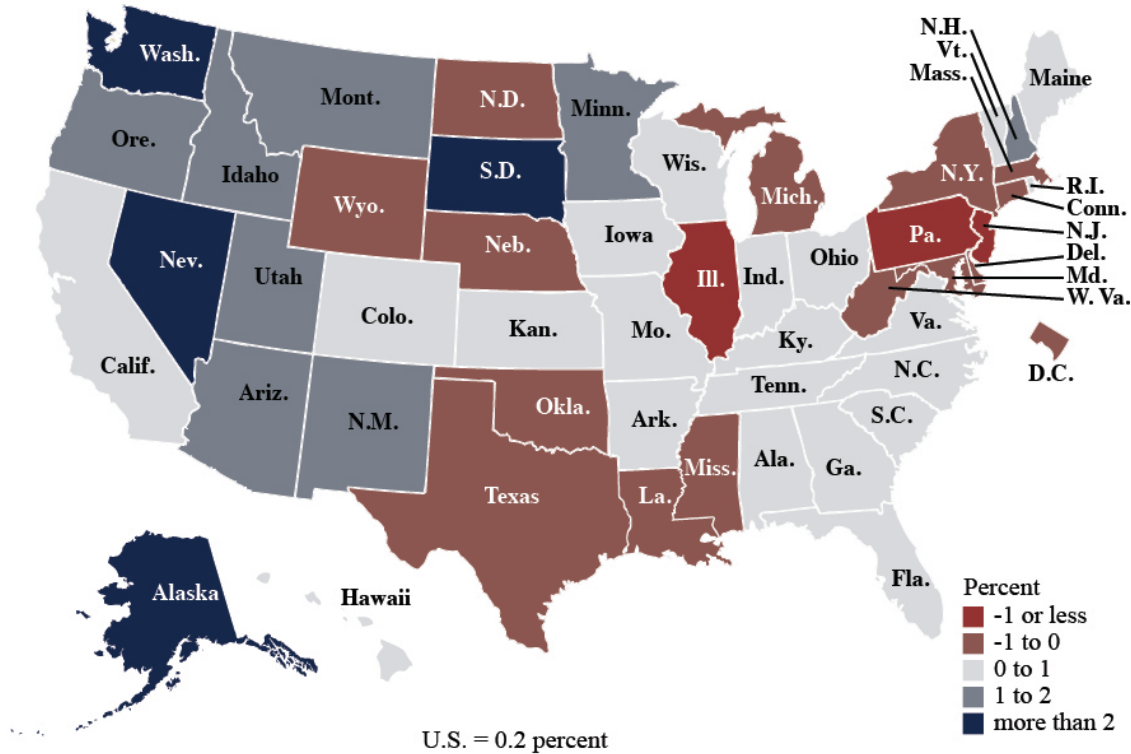 N.H.
Vt.
Mass.
Maine
Wash.
Mont.
N.D.
Minn.
Ore.
Idaho
S.D.
Wis.
Mich.
N.Y.
R.I.
Conn.
N.J.
Del.
Md.
W. Va.
Wyo.
Neb.
Iowa
Pa.
Nev.
Utah
Colo.
Kan.
Mo.
Ill.
Ind.
Ohio
Ky.
Va.
Calif.
Ariz.
N.M.
Okla.
Ark.
Tenn.
N.C.
D.C.
S.C.
Texas
La.
Miss.
Ala.
Ga.
Fla.
Alaska
Hawaii
Percent
-1 or less
-1 to 0
0 to 1
1 to 2
more than 2
U.S. = 0.2 percent